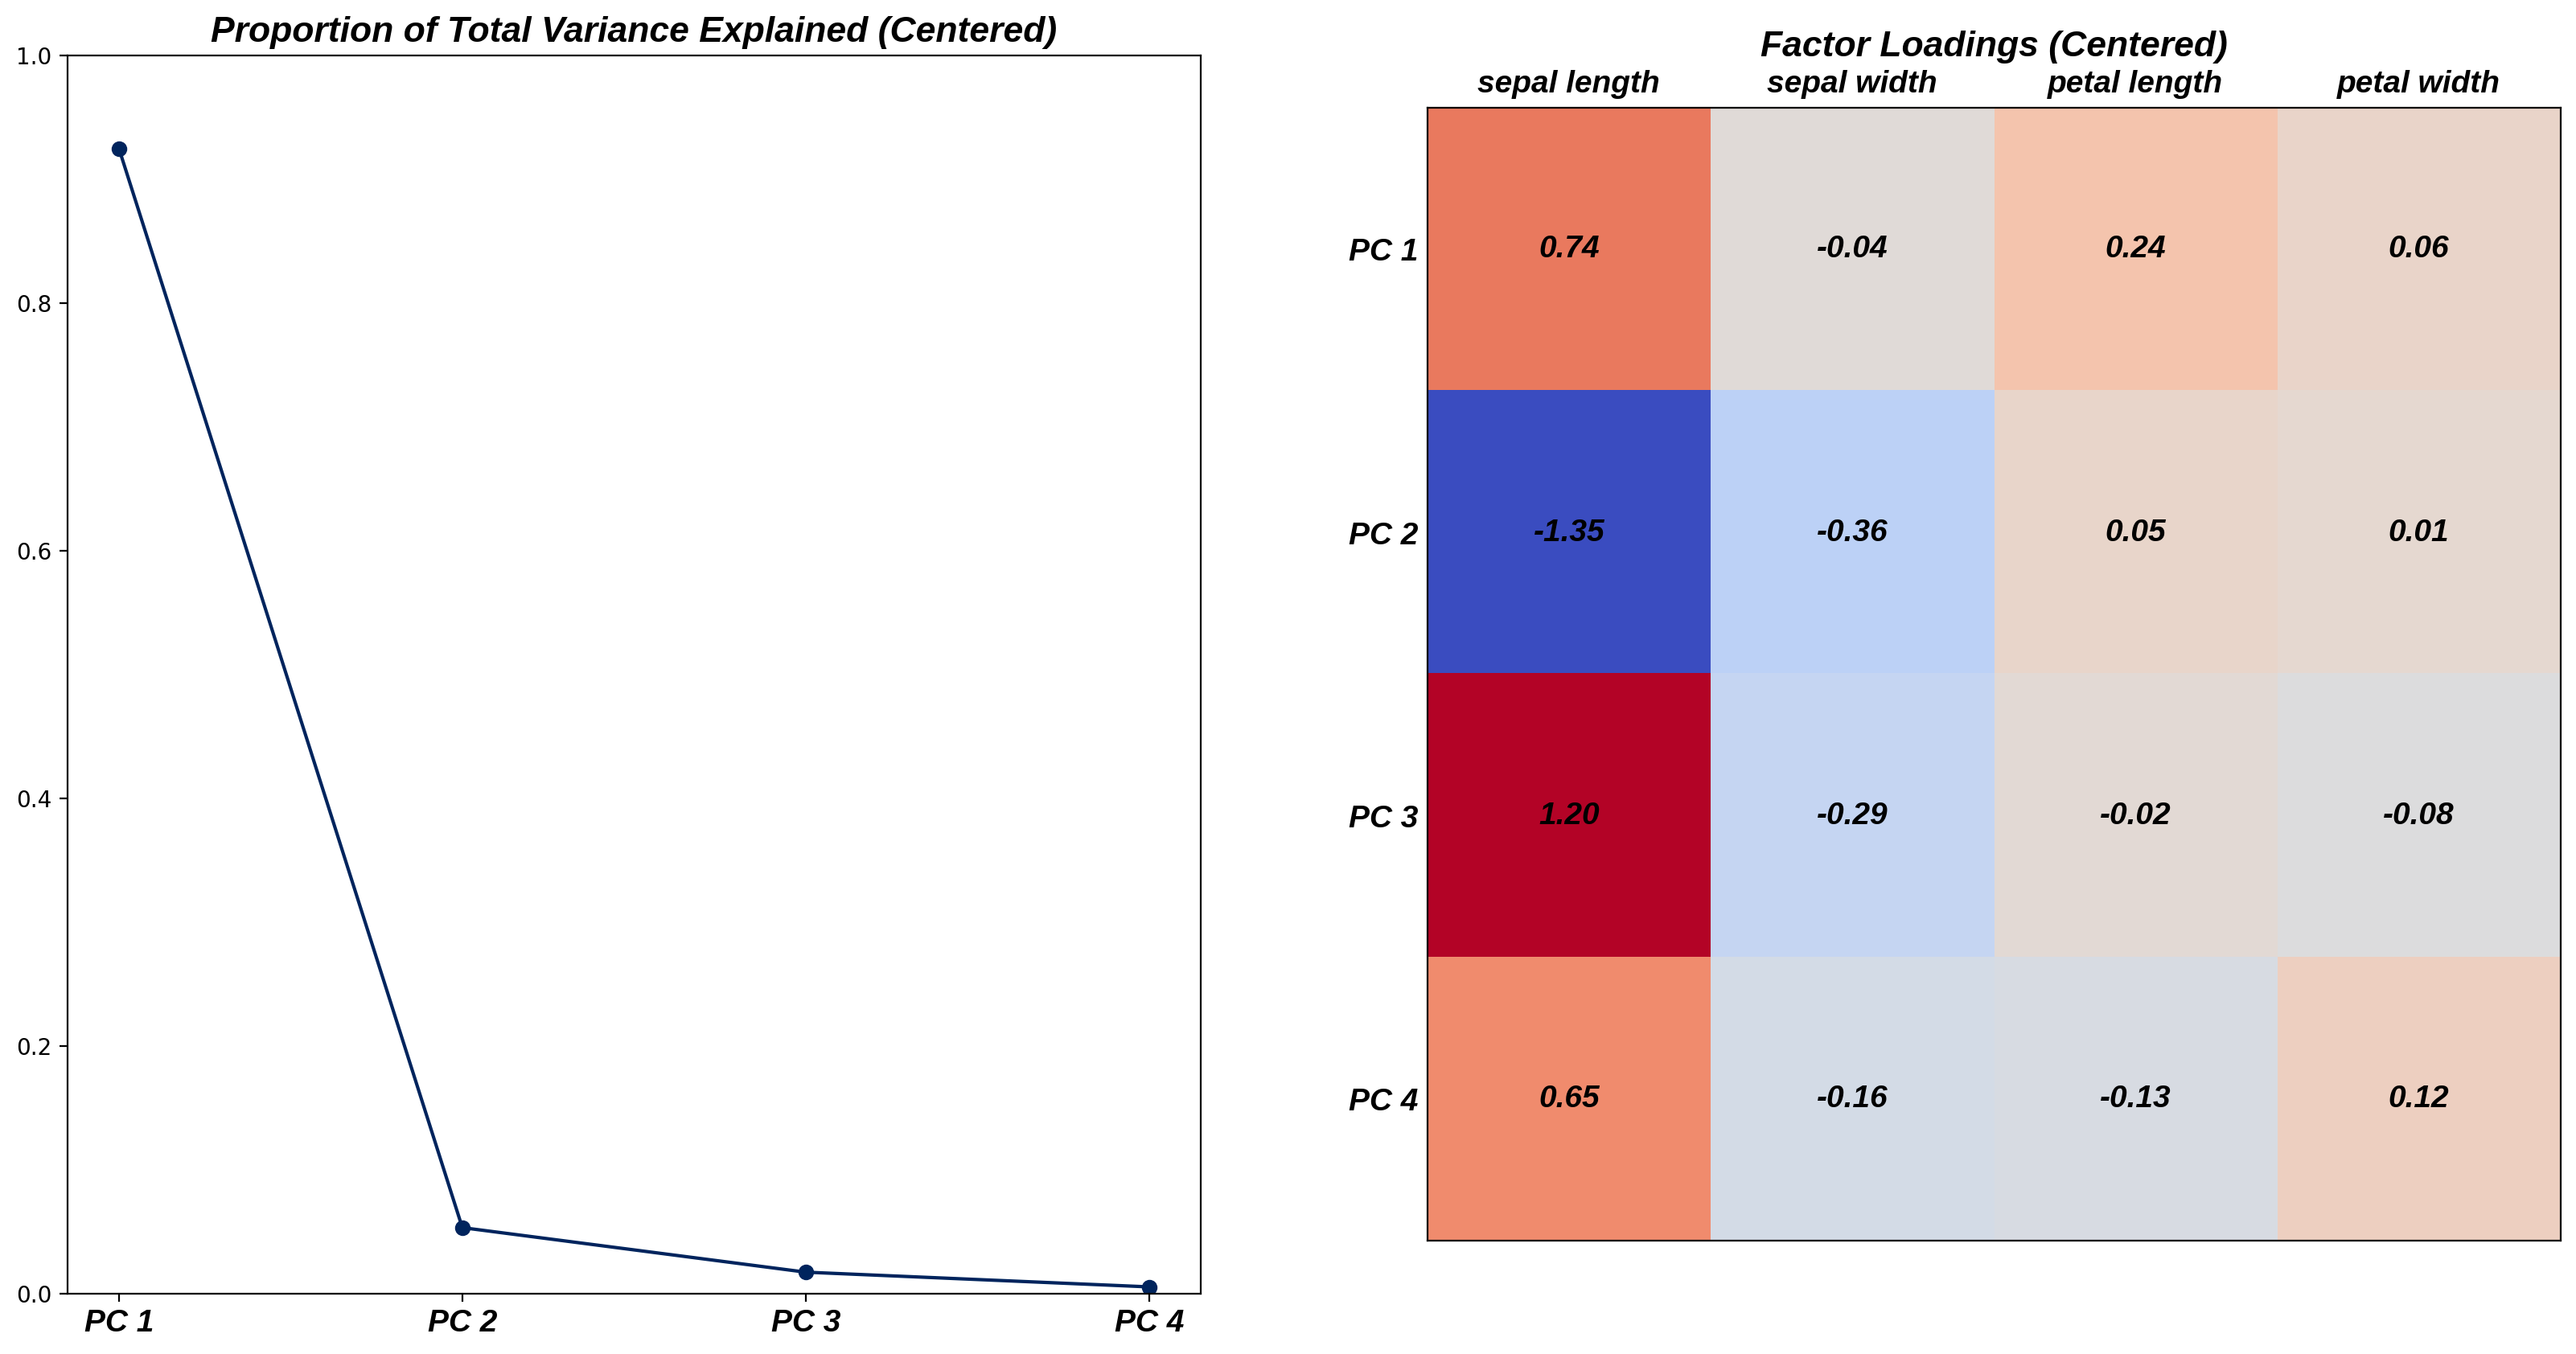 Proportion of Total Variance Explained (Centered)
1.0
0.8
0.6
0.4
0.2
0.0
PC 1 PC 2 PC 3 PC 4
Factor Loadings (Centered)
sepal length sepal width petal length petal width
PC 1 0.74 -0.04 0.24 0.06
PC 2 -1.35 -0.36 0.05 0.01
PC 3 1.20 -0.29 -0.02 -0.08
PC 4 0.65 -0.16 -0.13 0.12